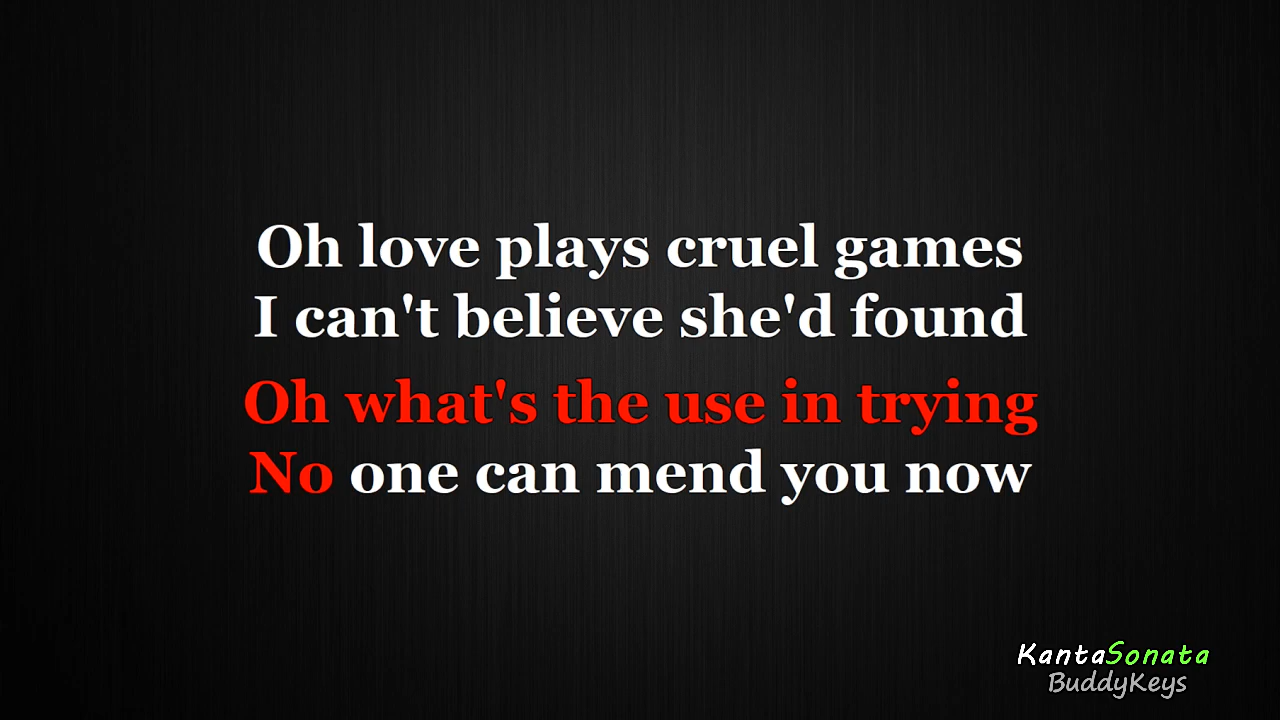 Oh love plays cruel games
I can't believe she'd found
Oh what's the use in trying
No one can mend you now
KantaSonata
BuddyKeys